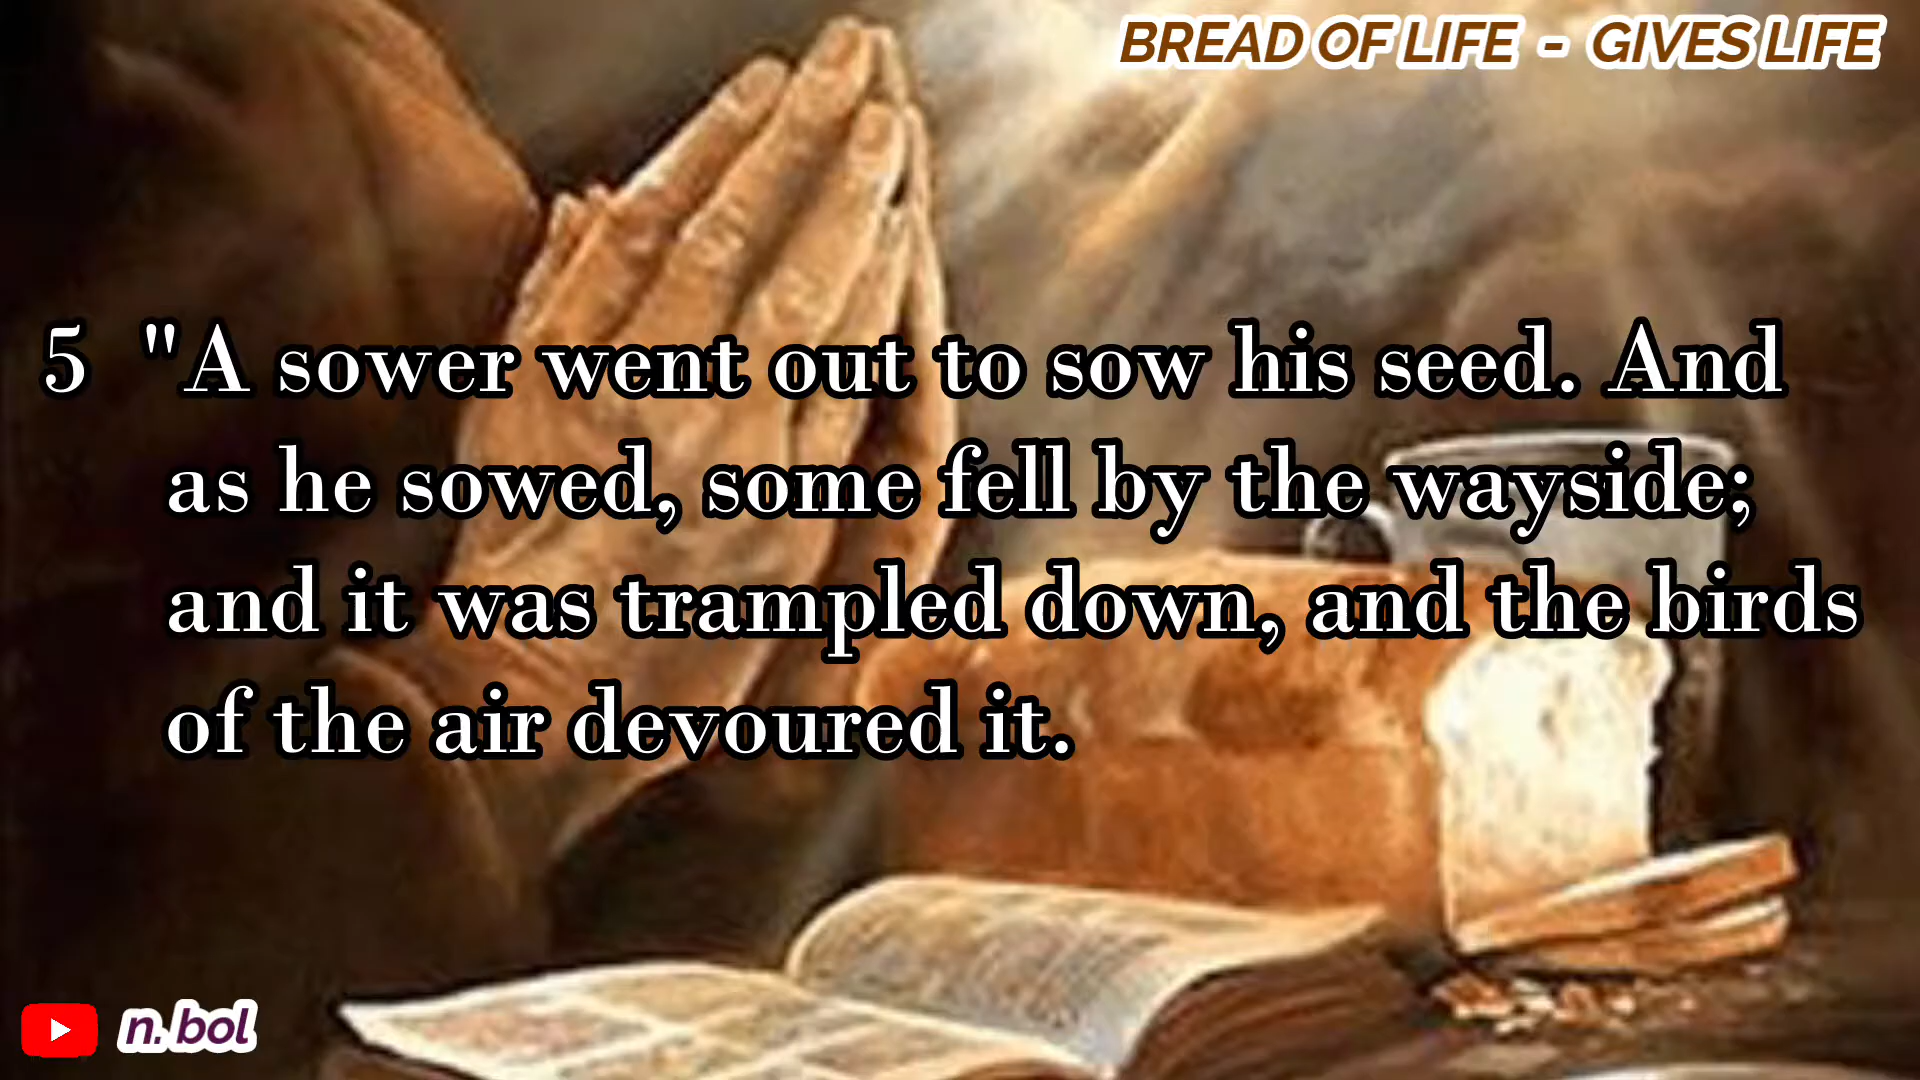 BREAD OF LIFE - GIVES LIFE
5 "A sower went out to sow his seed. And
as he sowed, some fell by the wayside;
and it was trampled down, and the birds
of the air devoured it.
n. bol